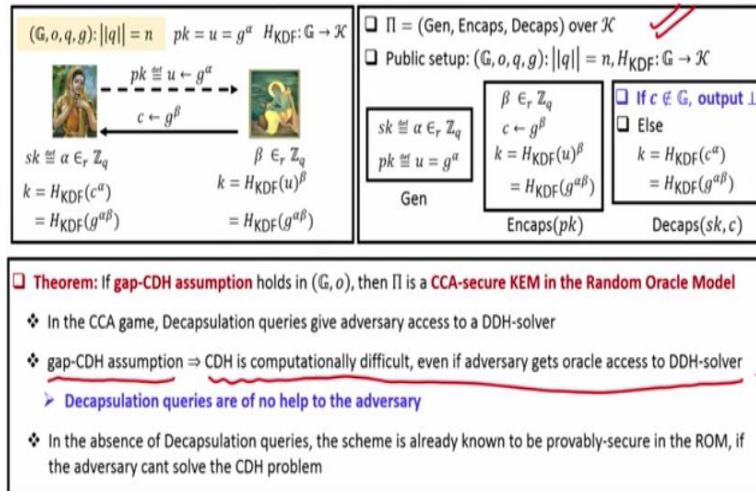 (𝔾, o, q, g): ||q|| = n   pk = u = g^α   H_KDF: 𝔾 → 𝒦
pk ≝ u ← g^α
c ← g^β
sk ≝ α ∈_r ℤ_q
β ∈_r ℤ_q
k = H_KDF(c^α)
k = H_KDF(u)^β
= H_KDF(g^αβ)
= H_KDF(g^αβ)
❑ Π = (Gen, Encaps, Decaps) over 𝒦
❑ Public setup: (𝔾, o, q, g): ||q|| = n, H_KDF: 𝔾 → 𝒦
sk ≝ α ∈_r ℤ_q
pk ≝ u = g^α
Gen
β ∈_r ℤ_q
c ← g^β
k = H_KDF(u)^β
= H_KDF(g^αβ)
Encaps(pk)
❑ If c ∉ 𝔾, output ⊥
❑ Else
k = H_KDF(c^α)
= H_KDF(g^αβ)
Decaps(sk, c)
❑ Theorem: If gap-CDH assumption holds in (𝔾, o), then Π is a CCA-secure KEM in the Random Oracle Model
❖ In the CCA game, Decapsulation queries give adversary access to a DDH-solver
❖ gap-CDH assumption ⇒ CDH is computationally difficult, even if adversary gets oracle access to DDH-solver
➢ Decapsulation queries are of no help to the adversary
❖ In the absence of Decapsulation queries, the scheme is already known to be provably-secure in the ROM, if
the adversary cant solve the CDH problem